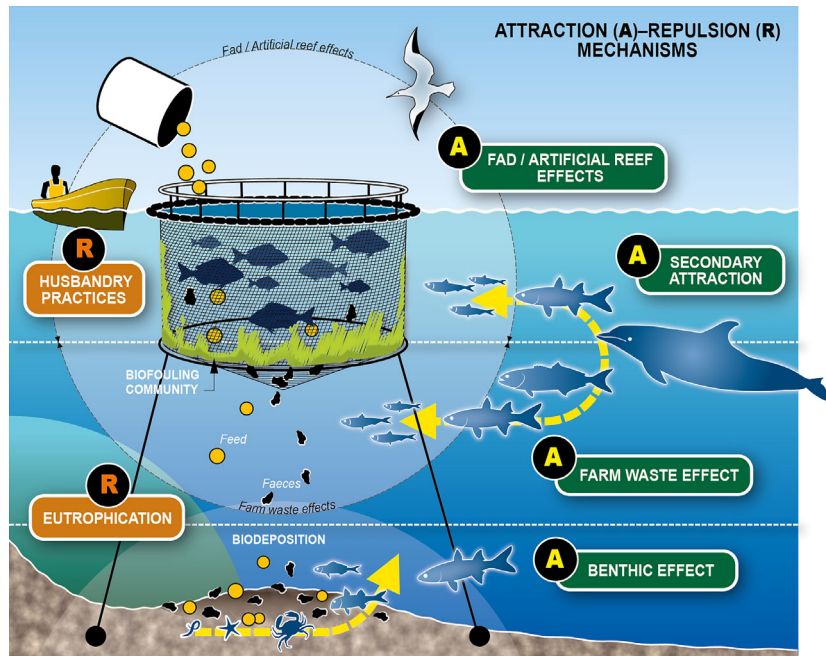 ATTRACTION (A)–REPULSION (R)
MECHANISMS
Fad / Artificial reef effects
A
FAD / ARTIFICIAL REEF
EFFECTS
R
HUSBANDRY
PRACTICES
A
SECONDARY
ATTRACTION
BIOFOULING
COMMUNITY
Feed
Faeces
A
FARM WASTE EFFECT
R
EUTROPHICATION
Farm waste effects
BIODEPOSITION
A
BENTHIC EFFECT